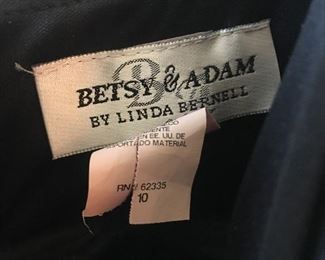 BETSY & ADAM
BY LINDA BERNELL
EN EE. UU. DE
MATERIAL
RN# 62335
10